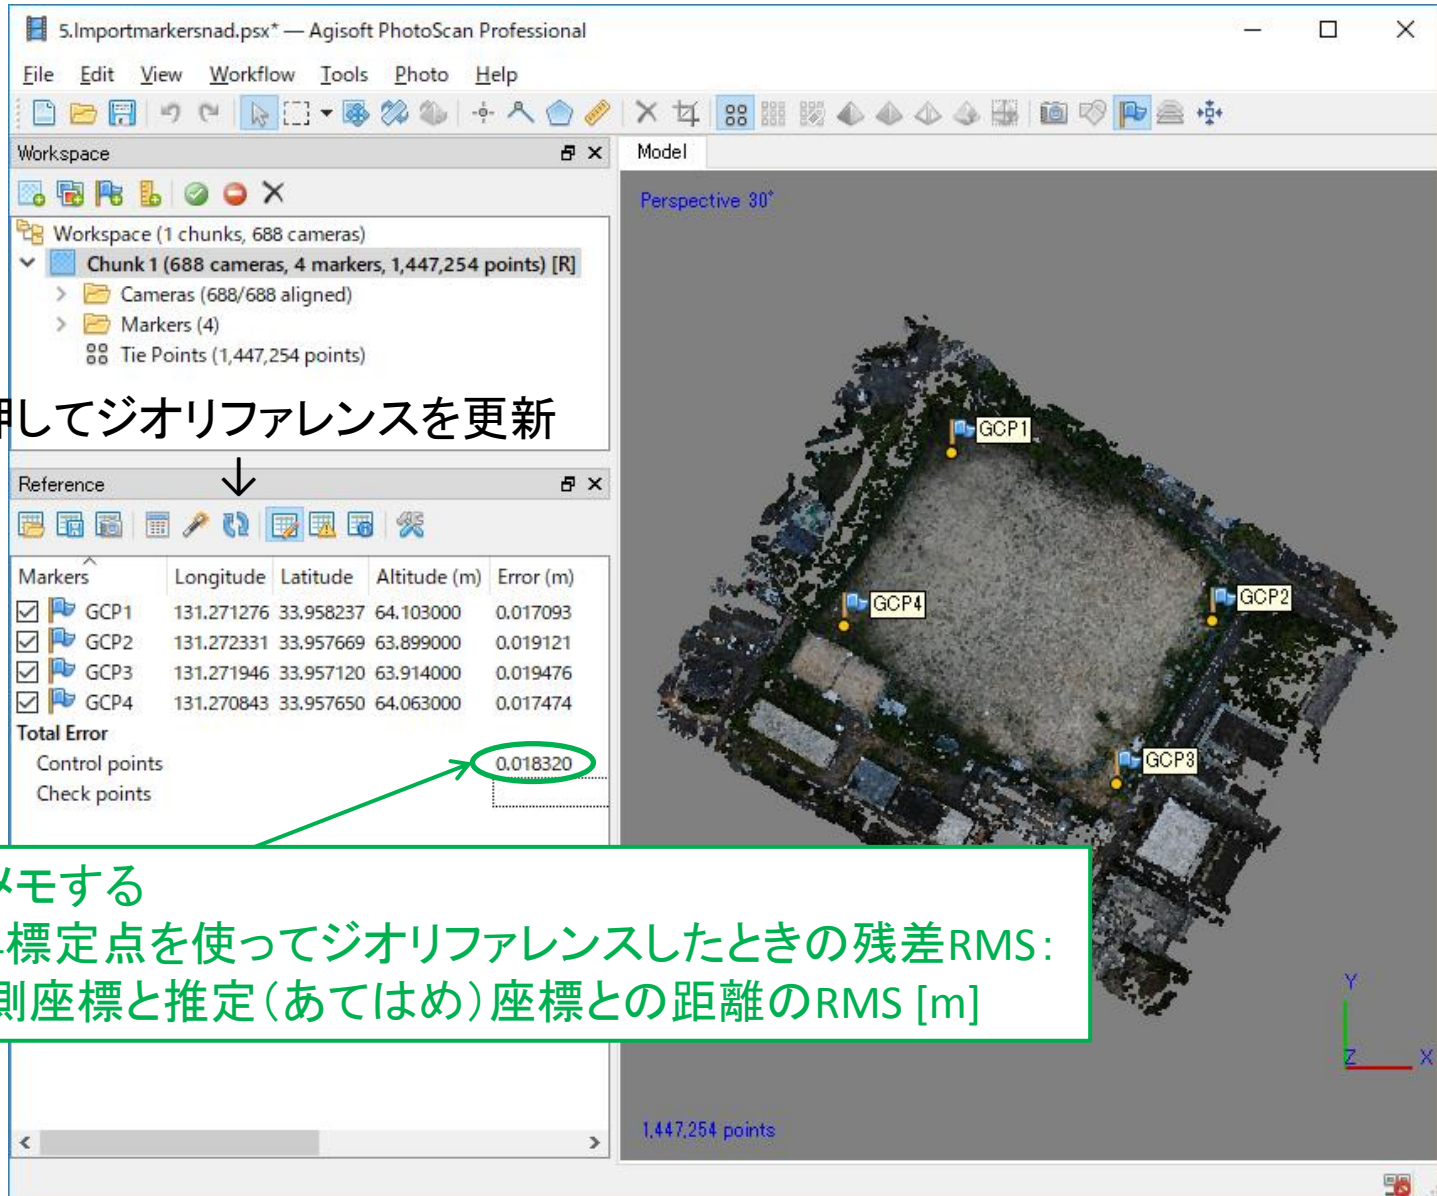 5.Importmarkersnad.psx* — Agisoft PhotoScan Professional
File Edit View Workflow Tools Photo Help
Workspace
Model
Perspective 30°
Workspace (1 chunks, 688 cameras)
Chunk 1 (688 cameras, 4 markers, 1,447,254 points) [R]
Cameras (688/688 aligned)
Markers (4)
Tie Points (1,447,254 points)
してジオリファレンスを更新
↓
Reference
Markers Longitude Latitude Altitude (m) Error (m)
GCP1 131.271276 33.958237 64.103000 0.017093
GCP2 131.272331 33.957669 63.899000 0.019121
GCP3 131.271946 33.957120 63.914000 0.019476
GCP4 131.270843 33.957650 64.063000 0.017474
Total Error
Control points 0.018320
Check points
GCP1
GCP4
GCP2
GCP3
メモする
標定点を使ってジオリファレンスしたときの残差RMS：
測座標と推定（あてはめ）座標との距離のRMS [m]
Y
Z X
1,447,254 points